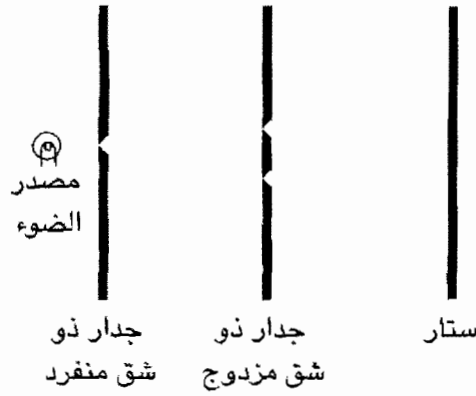 مصدر
الضوء
جدار ذو
شق منفرد
جدار ذو
شق مزدوج
ستار